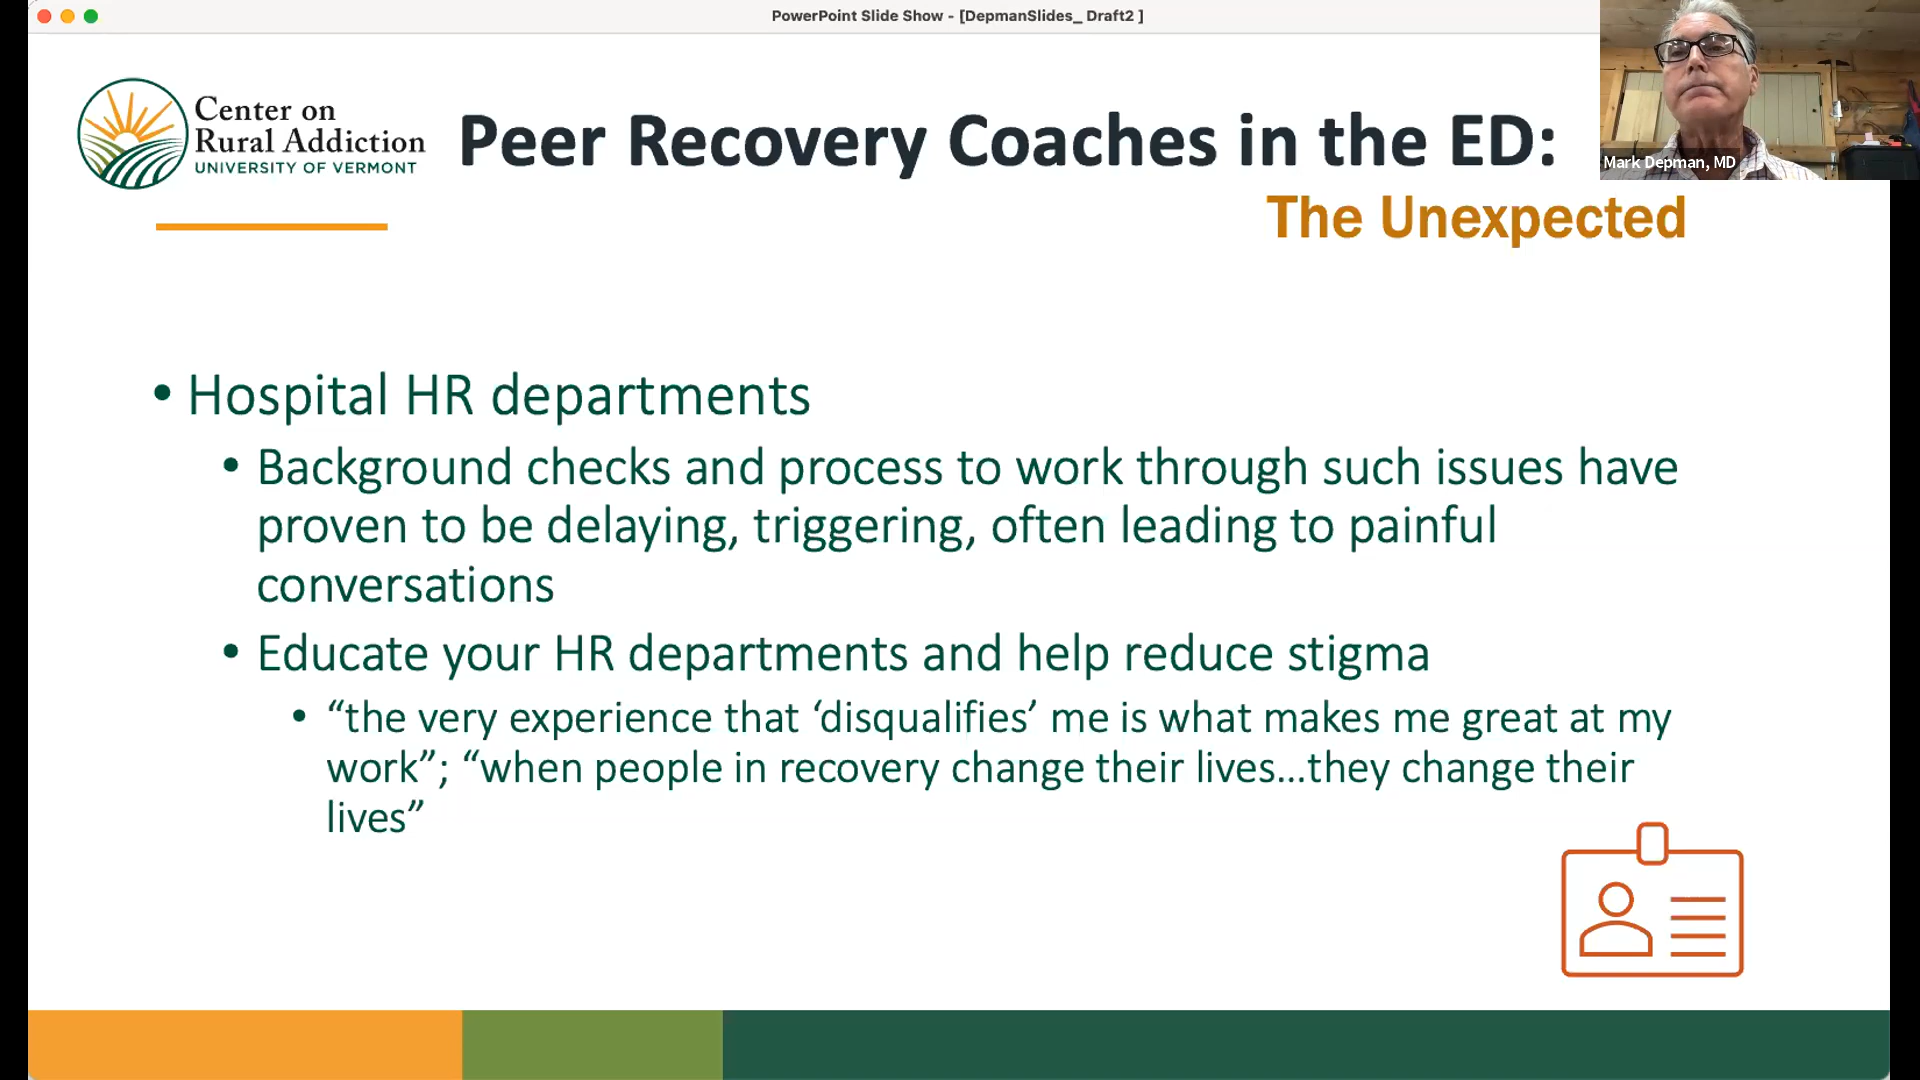 PowerPoint Slide Show - [DepmanSlides_ Draft2 ]
Center on
Rural Addiction
UNIVERSITY OF VERMONT
Peer Recovery Coaches in the ED:
The Unexpected
Mark Depman, MD
• Hospital HR departments
• Background checks and process to work through such issues have
proven to be delaying, triggering, often leading to painful
conversations
• Educate your HR departments and help reduce stigma
• “the very experience that ‘disqualifies’ me is what makes me great at my
work”; “when people in recovery change their lives…they change their
lives”